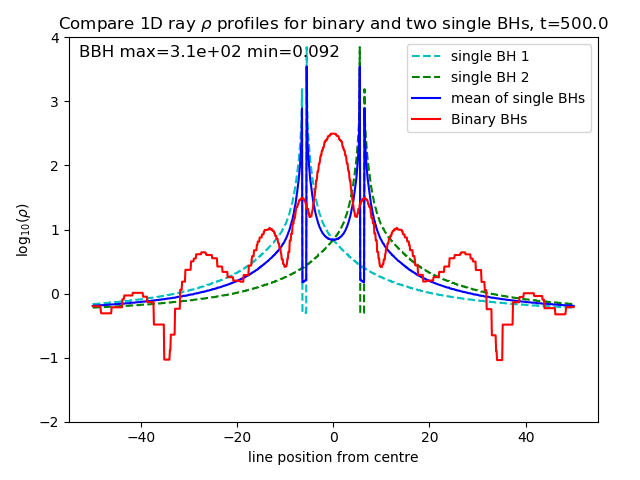 Compare 1D ray ρ profiles for binary and two single BHs, t=500.0
BBH max=3.1e+02 min=0.092
single BH 1
single BH 2
mean of single BHs
Binary BHs
log₁₀(ρ)
4
3
2
1
0
−1
−2
−40 −20 0 20 40
line position from centre